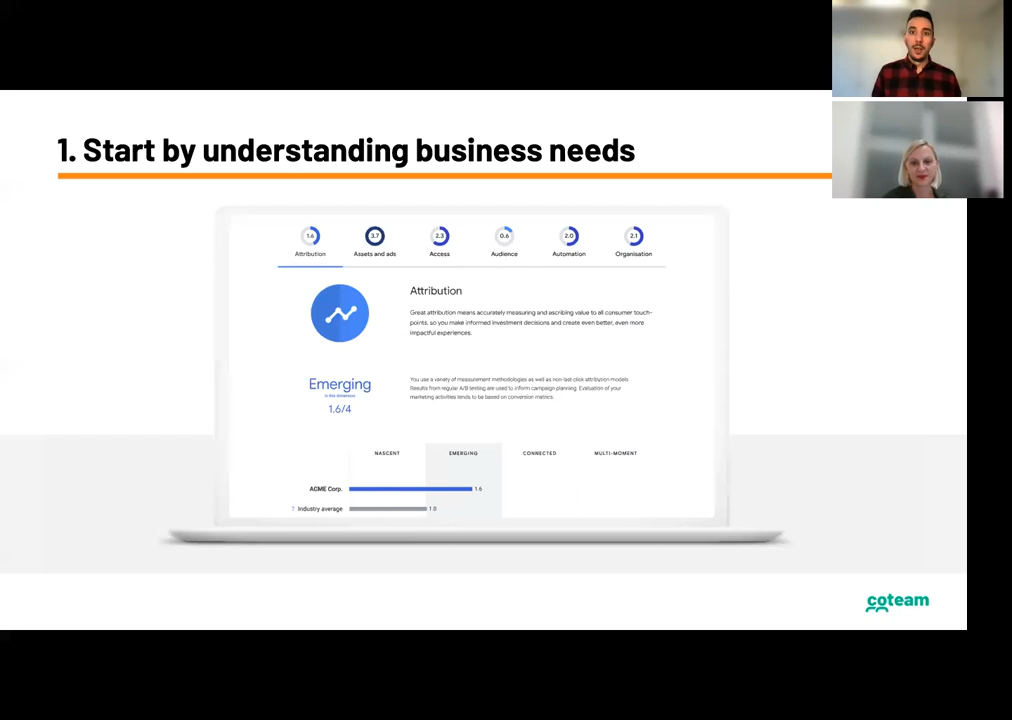 1. Start by understanding business needs
1.6
3.7
2.3
0.6
2.0
2.1
Attribution
Assets and ads
Access
Audience
Automation
Organisation
Attribution
Great attribution means accurately measuring and ascribing value to all consumer touch-
points, so you make informed investment decisions and create even better, even more
impactful experiences.
Emerging
in this dimension
1.6/4
You use a variety of measurement methodologies as well as non-last click attribution models
Results from regular A/B testing are used to inform campaign planning. Evaluation of your
marketing activities tends to be based on conversion metrics.
NASCENT
EMERGING
CONNECTED
MULTI-MOMENT
ACME Corp.
1.6
? Industry average
1.0
coteam